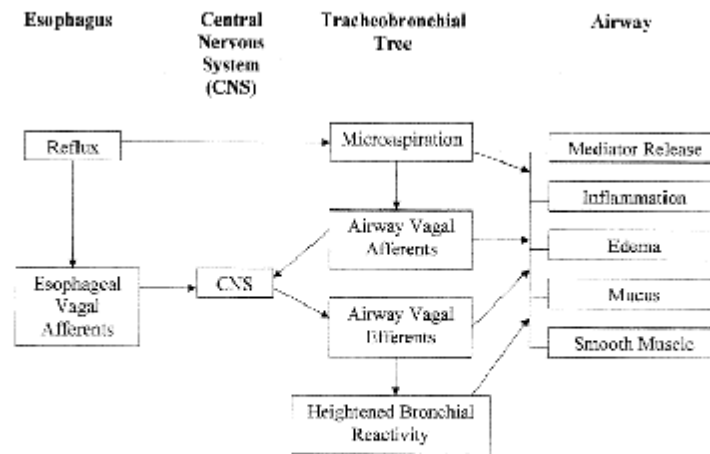 Esophagus
Central
Nervous
System
(CNS)
Tracheobronchial
Tree
Airway
Reflux
Microaspiration
Mediator Release
Inflammation
Airway Vagal
Afferents
Edema
Esophageal
Vagal
Afferents
CNS
Airway Vagal
Efferents
Mucus
Smooth Muscle
Heightened Bronchial
Reactivity